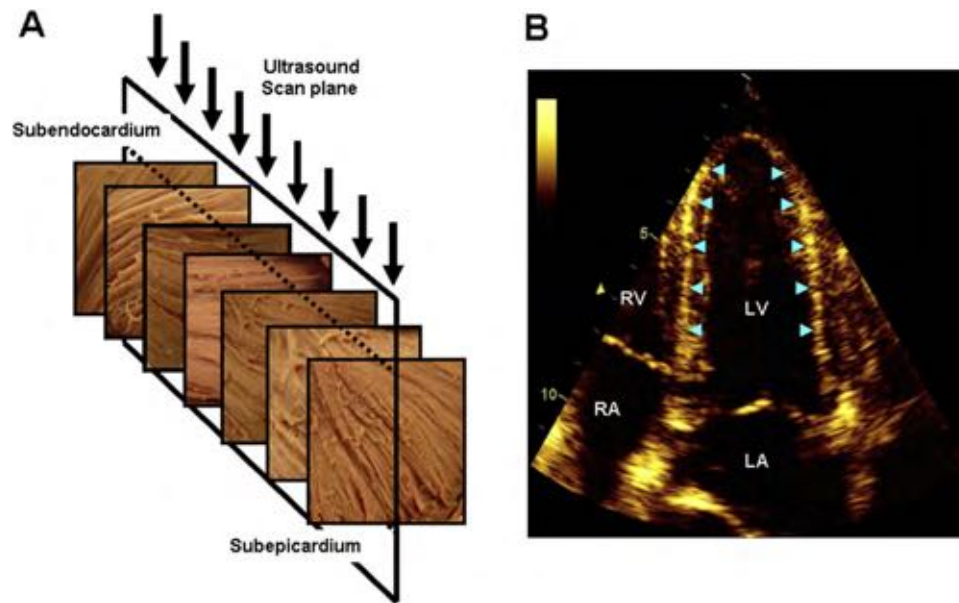 A
Ultrasound
Scan plane
Subendocardium
Subepicardium
B
5
RV
LV
10
RA
LA